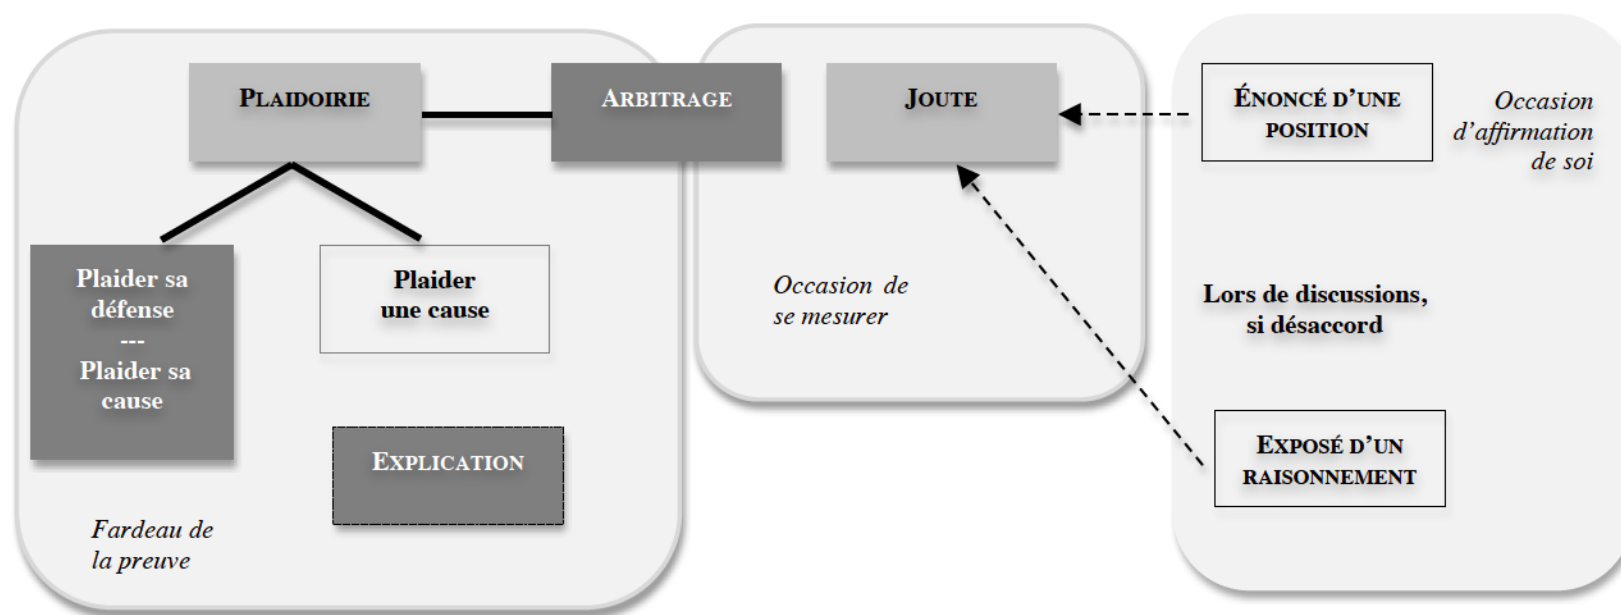 PLAIDOIRIE
ARBITRAGE
JOUTE
ÉNONCÉ D’UNE
POSITION
Occasion
d’affirmation
de soi
Plaider sa
défense
---
Plaider sa
cause
Plaider
une cause
Occasion de
se mesurer
Lors de discussions,
si désaccord
EXPLICATION
EXPOSÉ D’UN
RAISONNEMENT
Fardeau de
la preuve